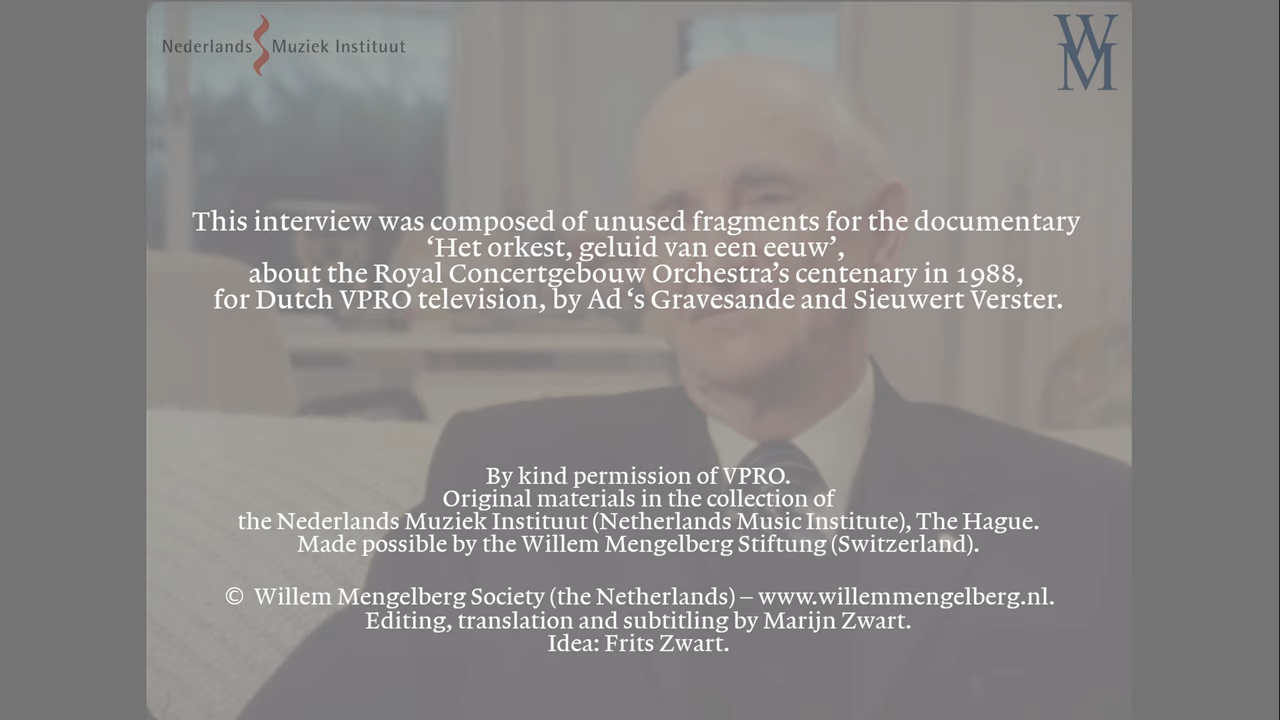 Nederlands Muziek Instituut
WM
This interview was composed of unused fragments for the documentary
‘Het orkest, geluid van een eeuw’,
about the Royal Concertgebouw Orchestra’s centenary in 1988,
for Dutch VPRO television, by Ad ‘s Gravesande and Sieuwert Verster.
By kind permission of VPRO.
Original materials in the collection of
the Nederlands Muziek Instituut (Netherlands Music Institute), The Hague.
Made possible by the Willem Mengelberg Stiftung (Switzerland).
© Willem Mengelberg Society (the Netherlands) – www.willemmengelberg.nl.
Editing, translation and subtitling by Marijn Zwart.
Idea: Frits Zwart.